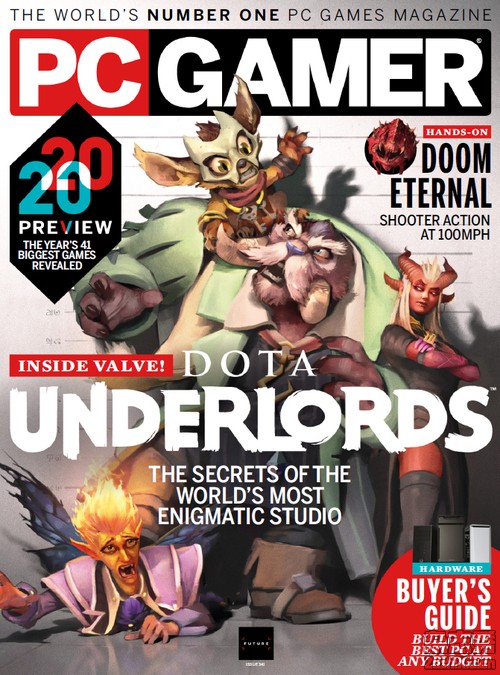 THE WORLD'S NUMBER ONE PC GAMES MAGAZINE
PC GAMER®
2020
PREVIEW
THE YEAR'S 41
BIGGEST GAMES
REVEALED
HANDS-ON
DOOM
ETERNAL
SHOOTER ACTION
AT 100MPH
INSIDE VALVE!
DOTA
UNDERLORDS™
THE SECRETS OF THE
WORLD'S MOST
ENIGMATIC STUDIO
HARDWARE
BUYER'S
GUIDE
BUILD THE
BEST PC AT
ANY BUDGET
FUTURE